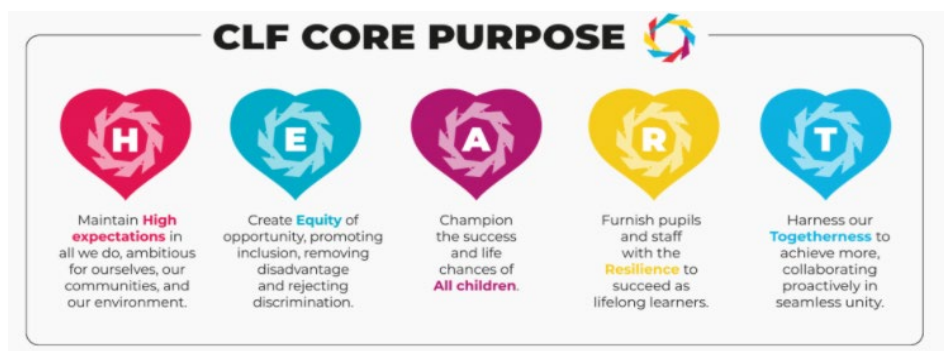 CLF CORE PURPOSE
H
Maintain High
expectations in
all we do, ambitious
for ourselves, our
communities, and
our environment.
E
Create Equity of
opportunity, promoting
inclusion, removing
disadvantage
and rejecting
discrimination.
A
Champion
the success
and life
chances of
All children.
R
Furnish pupils
and staff
with the
Resilience to
succeed as
lifelong learners.
T
Harness our
Togetherness to
achieve more,
collaborating
proactively in
seamless unity.